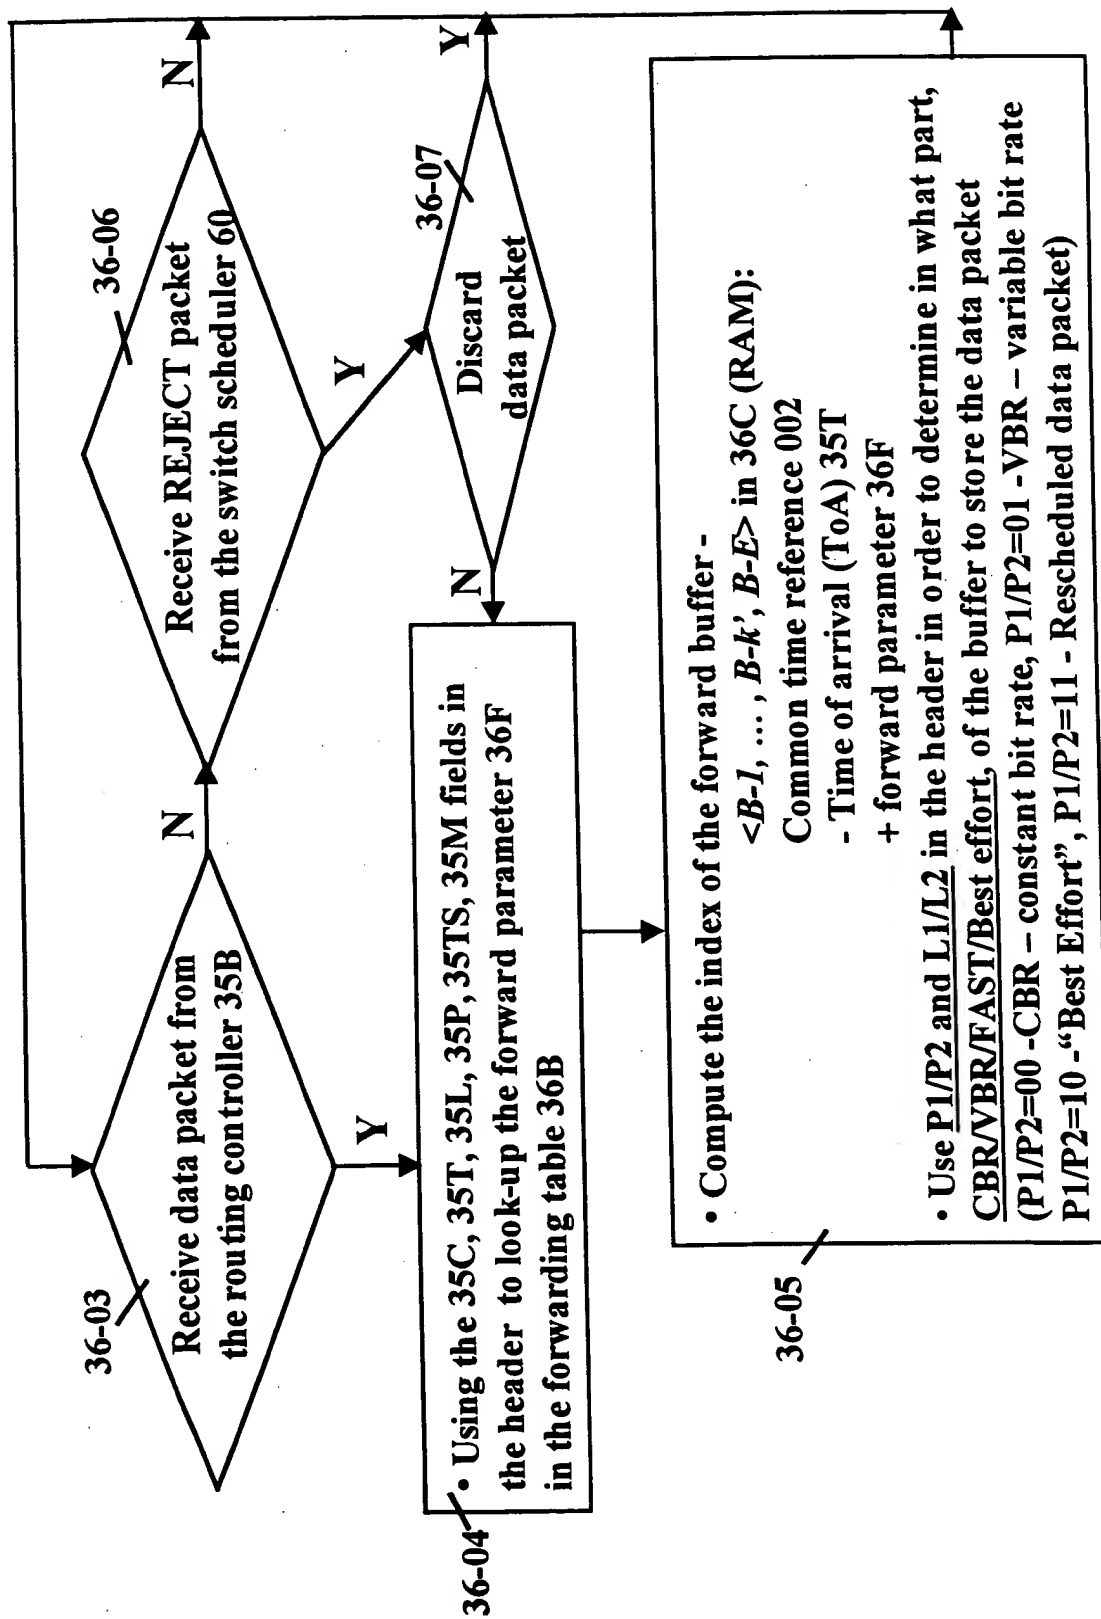 36-03
Receive data packet from
the routing controller 35B
N
Y
36-06
Receive REJECT packet
from the switch scheduler 60
N
Y
36-07
Discard
data packet
Y
N
36-04
• Using the 35C, 35T, 35L, 35P, 35TS, 35M fields in
the header to look-up the forward parameter 36F
in the forwarding table 36B
36-05
• Compute the index of the forward buffer -
<B-1, ... , B-k', B-E> in 36C (RAM):
Common time reference 002
- Time of arrival (ToA) 35T
+ forward parameter 36F
• Use P1/P2 and L1/L2 in the header in order to determine in what part,
CBR/VBR/FAST/Best effort, of the buffer to store the data packet
(P1/P2=00 -CBR – constant bit rate, P1/P2=01 -VBR – variable bit rate
P1/P2=10 -“Best Effort”, P1/P2=11 - Rescheduled data packet)